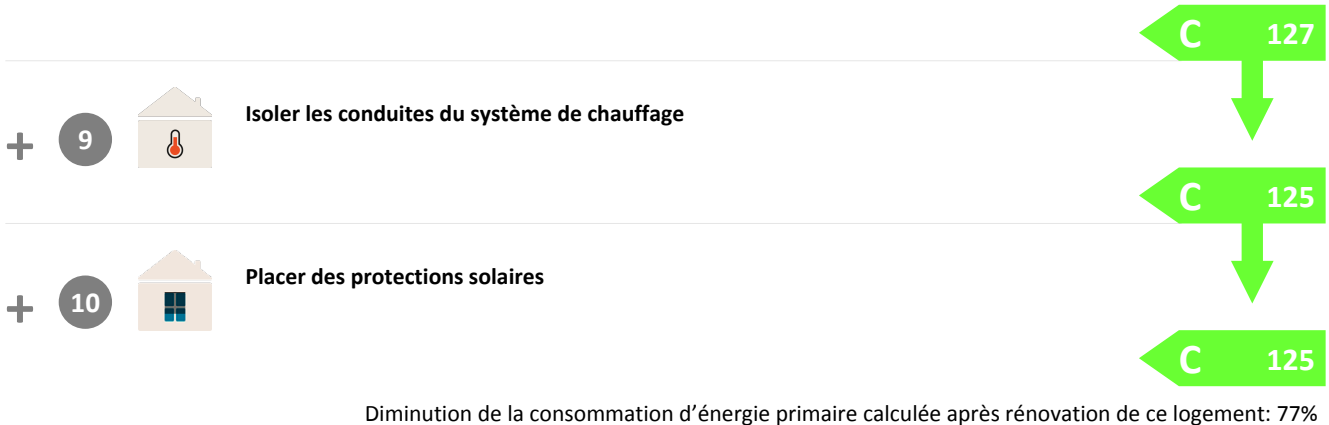 C 127
+ 9 Isoler les conduites du système de chauffage
C 125
+ 10 Placer des protections solaires
C 125
Diminution de la consommation d’énergie primaire calculée après rénovation de ce logement: 77%